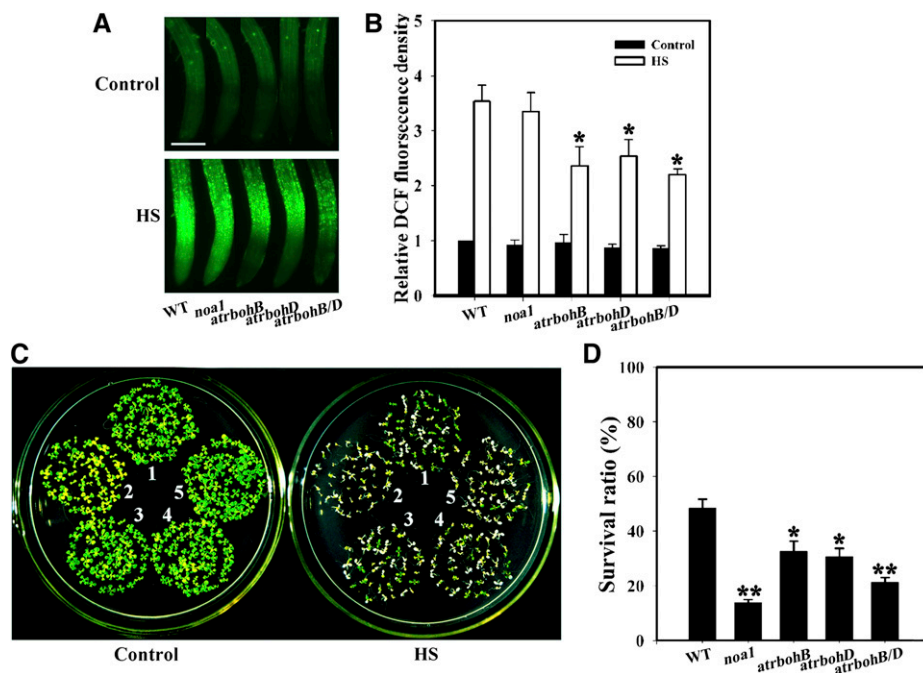 A
Control
HS
WT noa1 atrbohB atrbohD atrbohB/D
B
Relative DCF fluorsccncncc density
5
4
3
2
1
0
Control
HS
*
*
*
WT noa1 atrbohB atrbohD atrbohB/D
C
1
2
3
4
5
Control
1
2
3
4
5
HS
D
Survival ratio (%)
100
80
60
40
20
0
**
*
*
**
WT noa1 atrbohB atrbohD atrbohB/D